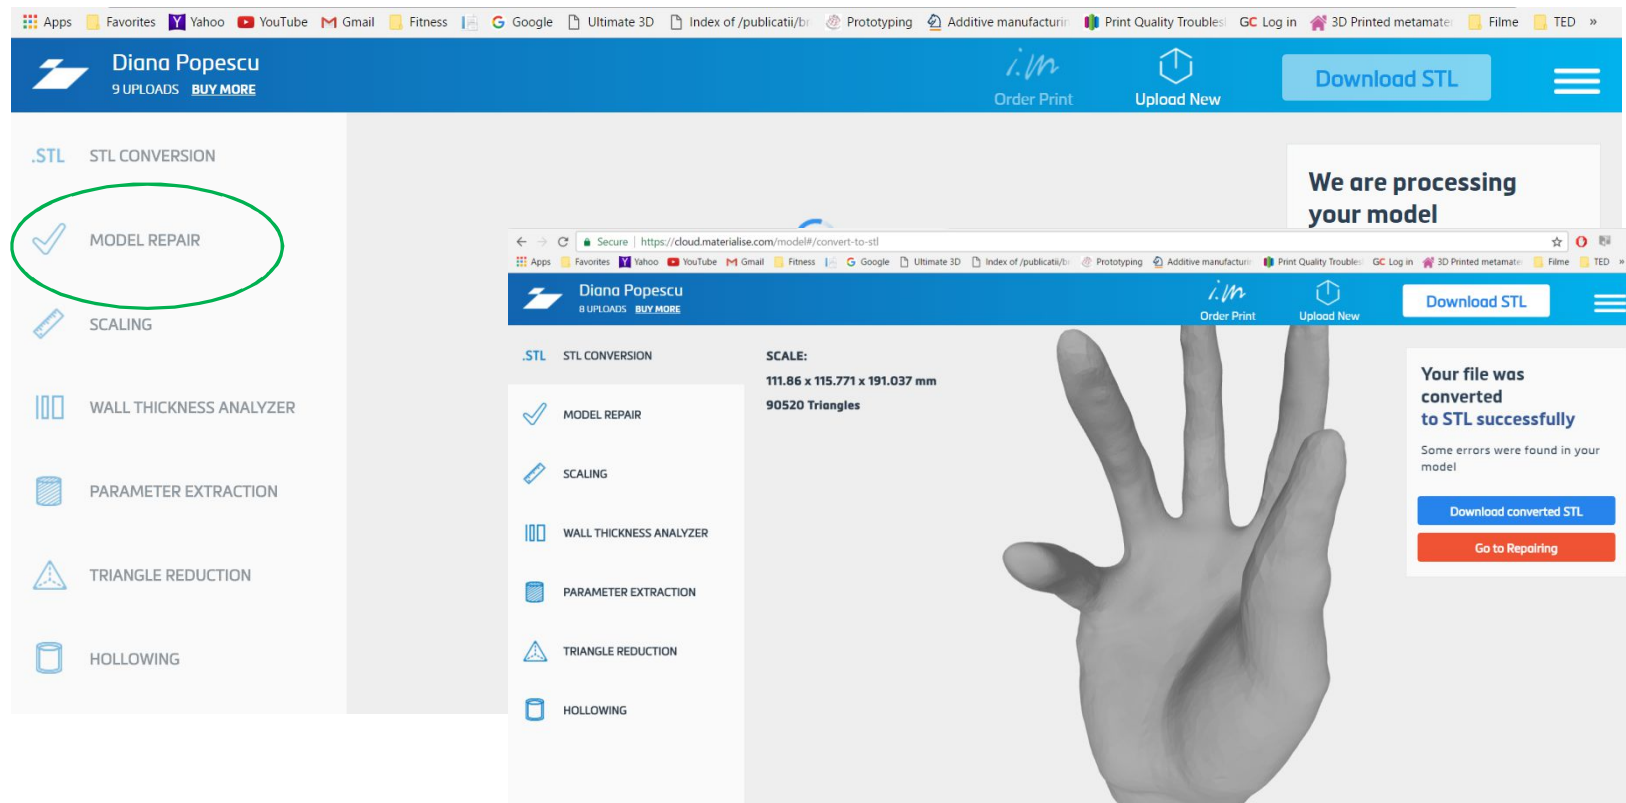 Apps Favorites Yahoo YouTube Gmail Fitness Google Ultimate 3D Index of /publicatii/br Prototyping Additive manufacturin Print Quality Troubles GC Log in 3D Printed metamate Filme TED »
Diana Popescu
9 UPLOADS BUY MORE
i.m
Order Print
Upload New
Download STL
.STL STL CONVERSION
MODEL REPAIR
SCALING
WALL THICKNESS ANALYZER
PARAMETER EXTRACTION
TRIANGLE REDUCTION
HOLLOWING
We are processing
your model
Secure | https://cloud.materialise.com/model#/convert-to-stl
Apps Favorites Yahoo YouTube Gmail Fitness Google Ultimate 3D Index of /publicatii/br Prototyping Additive manufacturin Print Quality Troubles GC Log in 3D Printed metamate Filme TED »
Diana Popescu
8 UPLOADS BUY MORE
i.m
Order Print
Upload New
Download STL
.STL STL CONVERSION
MODEL REPAIR
SCALING
WALL THICKNESS ANALYZER
PARAMETER EXTRACTION
TRIANGLE REDUCTION
HOLLOWING
SCALE:
111.86 x 115.771 x 191.037 mm
90520 Triangles
Your file was
converted
to STL successfully
Some errors were found in your
model
Download converted STL
Go to Repairing